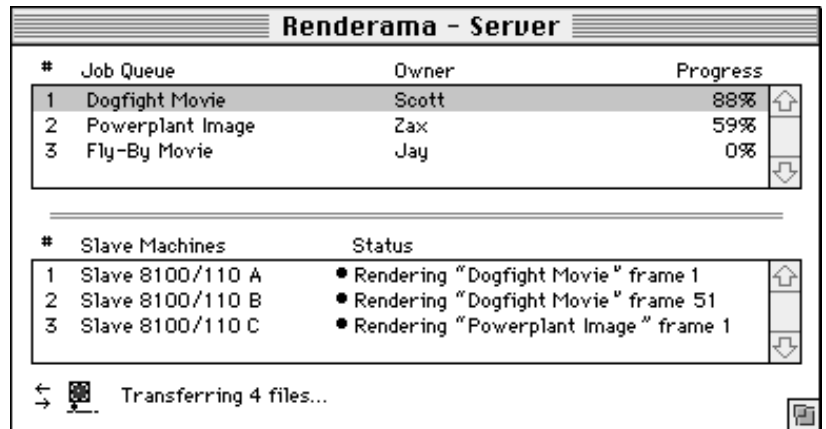 Renderama - Server
# Job Queue Owner Progress
1 Dogfight Movie Scott 88%
2 Powerplant Image Zax 59%
3 Fly-By Movie Jay 0%
# Slave Machines Status
1 Slave 8100/110 A ● Rendering “Dogfight Movie” frame 1
2 Slave 8100/110 B ● Rendering “Dogfight Movie” frame 51
3 Slave 8100/110 C ● Rendering “Powerplant Image” frame 1
Transferring 4 files...